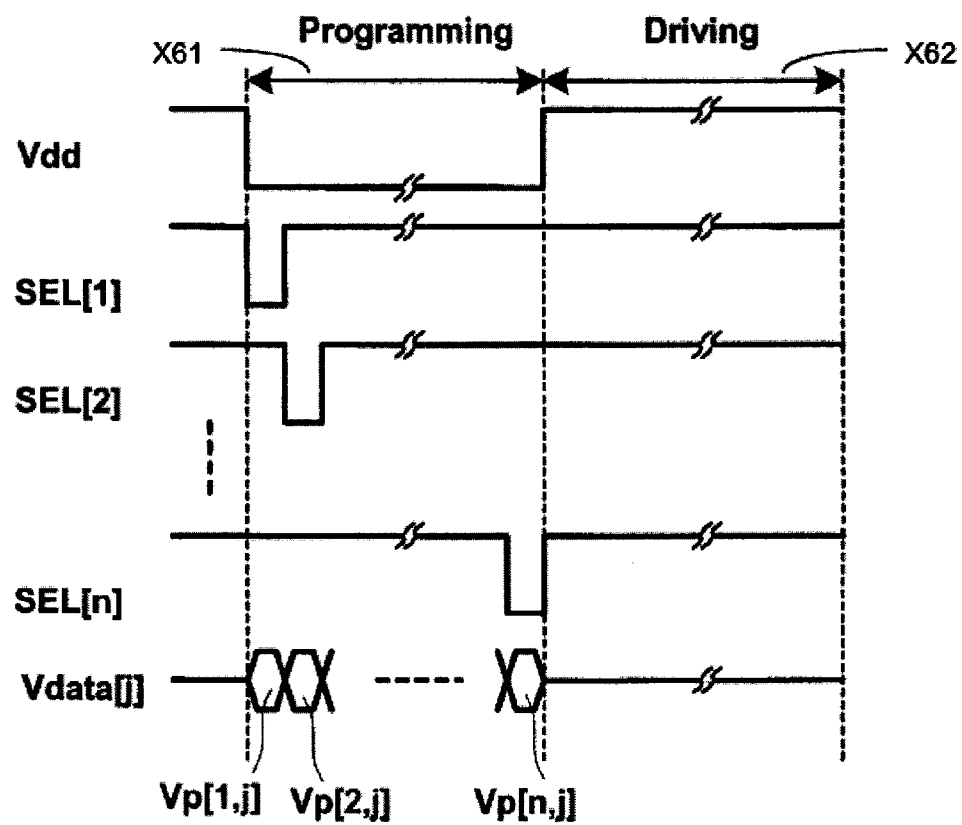 Programming Driving
X61 X62
Vdd
SEL[1]
SEL[2]
SEL[n]
Vdata[j]
Vp[1,j] Vp[2,j] Vp[n,j]